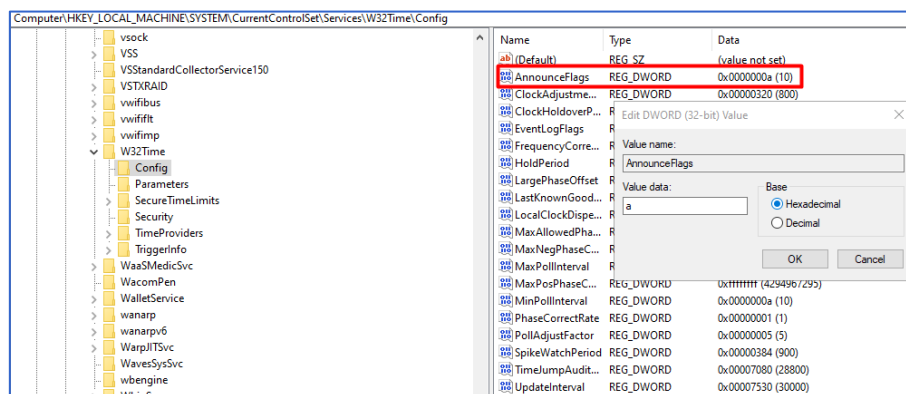 Computer\HKEY_LOCAL_MACHINE\SYSTEM\CurrentControlSet\Services\W32Time\Config
vsock
VSS
VSStandardCollectorService150
VSTXRAID
vwifibus
vwififlt
vwifimp
W32Time
Config
Parameters
SecureTimeLimits
Security
TimeProviders
TriggerInfo
WaaSMedicSvc
WacomPen
WalletService
wanarp
wanarpv6
WarpJITSvc
WavesSysSvc
wbengine
Name Type Data
(Default) REG_SZ (value not set)
AnnounceFlags REG_DWORD 0x0000000a (10)
ClockAdjustme... REG_DWORD 0x00000320 (800)
ClockHoldoverP... R
EventLogFlags R
FrequencyCorre... R
HoldPeriod R
LargePhaseOffset R
LastKnownGood... R
LocalClockDispe... R
MaxAllowedPha... R
MaxNegPhaseC... R
MaxPollInterval R
MaxPosPhaseC... REG_DWORD 0xffffffff (4294967295)
MinPollInterval REG_DWORD 0x0000000a (10)
PhaseCorrectRate REG_DWORD 0x00000001 (1)
PollAdjustFactor REG_DWORD 0x00000005 (5)
SpikeWatchPeriod REG_DWORD 0x00000384 (900)
TimeJumpAudit... REG_DWORD 0x00007080 (28800)
UpdateInterval REG_DWORD 0x00007530 (30000)
Edit DWORD (32-bit) Value
Value name:
AnnounceFlags
Value data:
a
Base
Hexadecimal
Decimal
OK Cancel